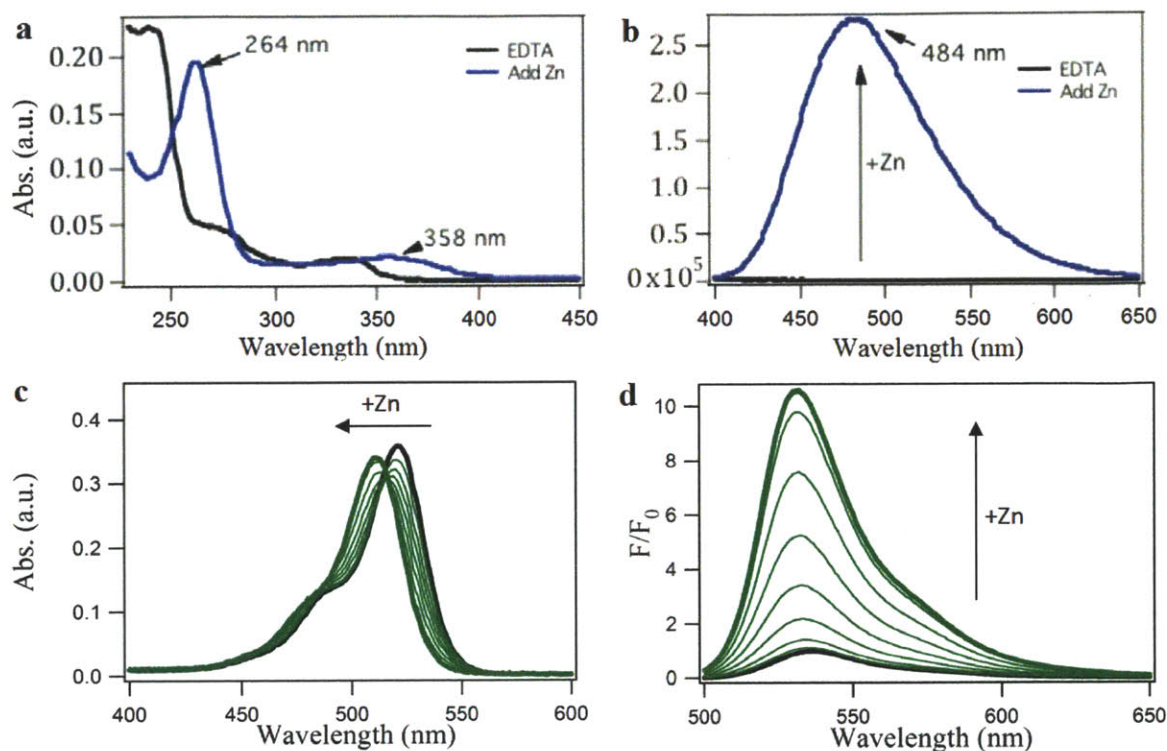 a
264 nm
EDTA
Add Zn
358 nm
0.20
0.15
0.10
0.05
0.00
Abs. (a.u.)
250 300 350 400 450
Wavelength (nm)
b
484 nm
EDTA
Add Zn
+Zn
2.5
2.0
1.5
1.0
0.5
0x10⁵
400 450 500 550 600 650
Wavelength (nm)
c
+Zn
0.4
0.3
0.2
0.1
0.0
Abs. (a.u.)
400 450 500 550 600
Wavelength (nm)
d
+Zn
10
8
6
4
2
0
F/F₀
500 550 600 650
Wavelength (nm)